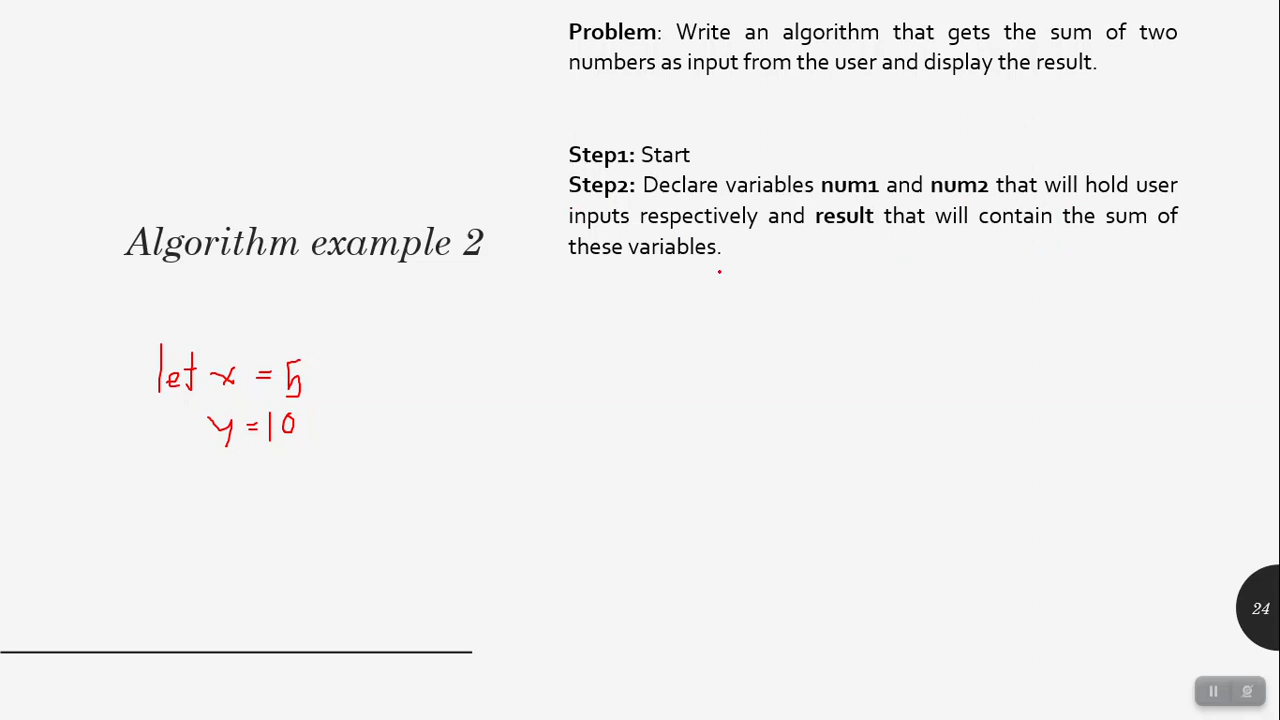 Problem: Write an algorithm that gets the sum of two
numbers as input from the user and display the result.
Step1: Start
Step2: Declare variables num1 and num2 that will hold user
inputs respectively and result that will contain the sum of
these variables.
Algorithm example 2
let x = 5
y = 10
24